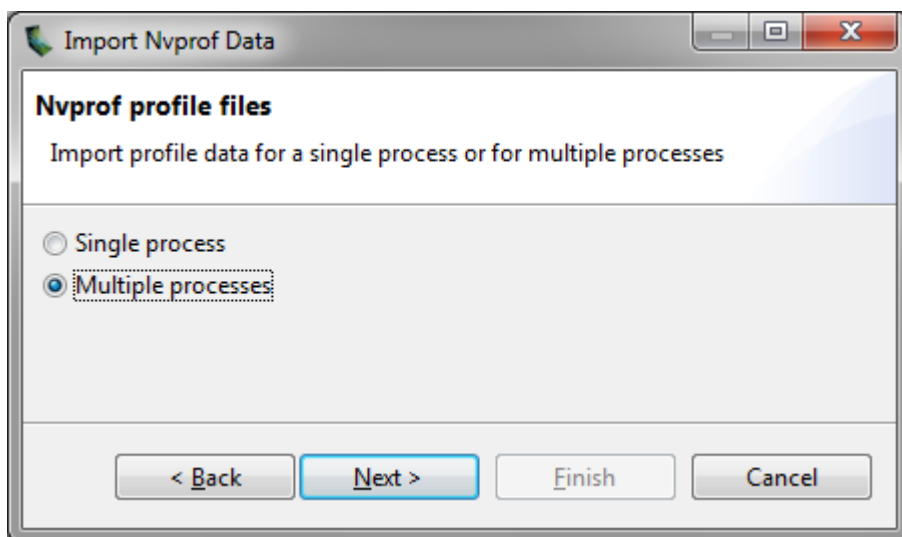 Import Nvprof Data
Nvprof profile files
Import profile data for a single process or for multiple processes
Single process
Multiple processes
< Back Next > Finish Cancel